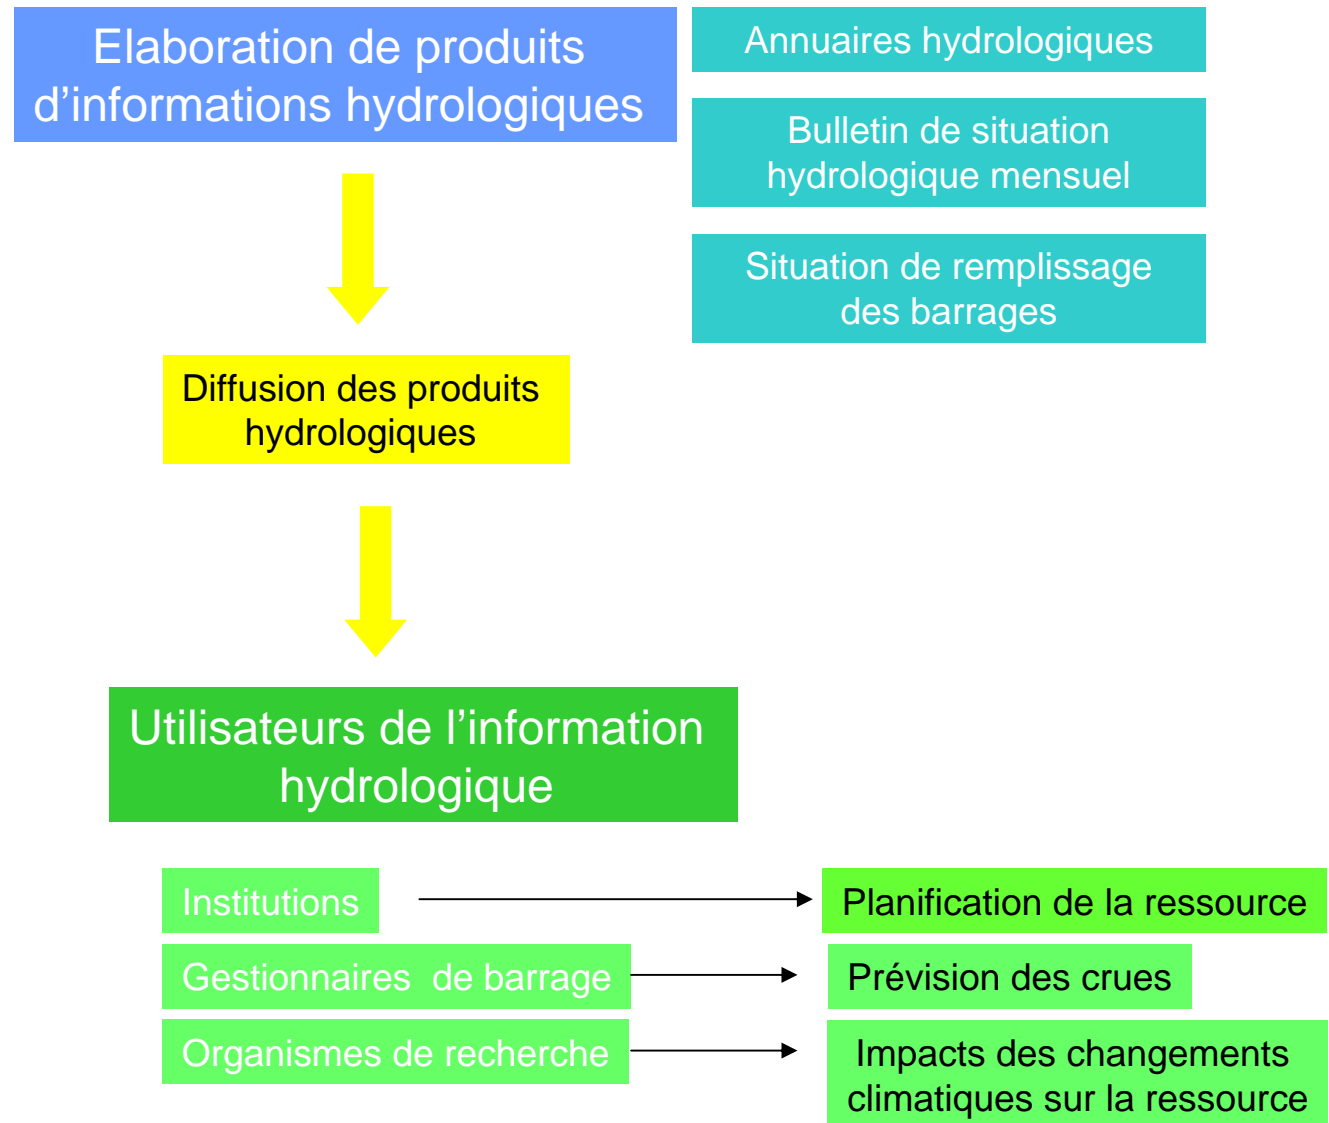 Elaboration de produits
d’informations hydrologiques
Annuaires hydrologiques
Bulletin de situation
hydrologique mensuel
Situation de remplissage
des barrages
Diffusion des produits
hydrologiques
Utilisateurs de l’information
hydrologique
Institutions
Planification de la ressource
Gestionnaires de barrage
Prévision des crues
Organismes de recherche
Impacts des changements
climatiques sur la ressource